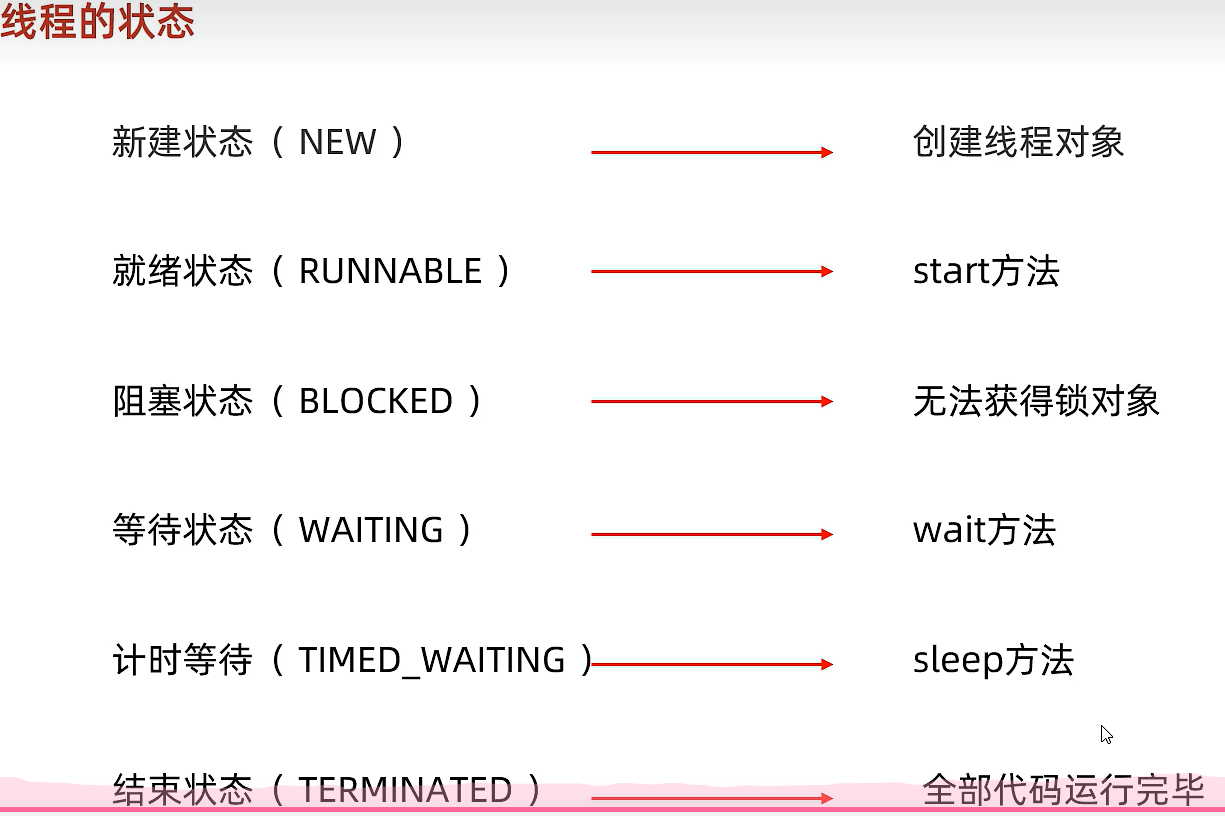 线程的状态
新建状态（ NEW ） 创建线程对象
就绪状态（ RUNNABLE ） start方法
阻塞状态（ BLOCKED ） 无法获得锁对象
等待状态（ WAITING ） wait方法
计时等待（ TIMED_WAITING ） sleep方法
结束状态（ TERMINATED ） 全部代码运行完毕